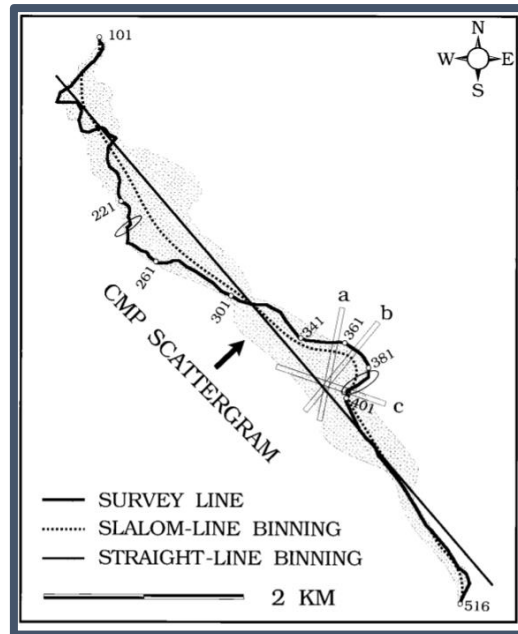 101
N
W E
S
221
261
301
341
361
381
401
a
b
c
CMP SCATTERGRAM
SURVEY LINE
SLALOM-LINE BINNING
STRAIGHT-LINE BINNING
2 KM
516